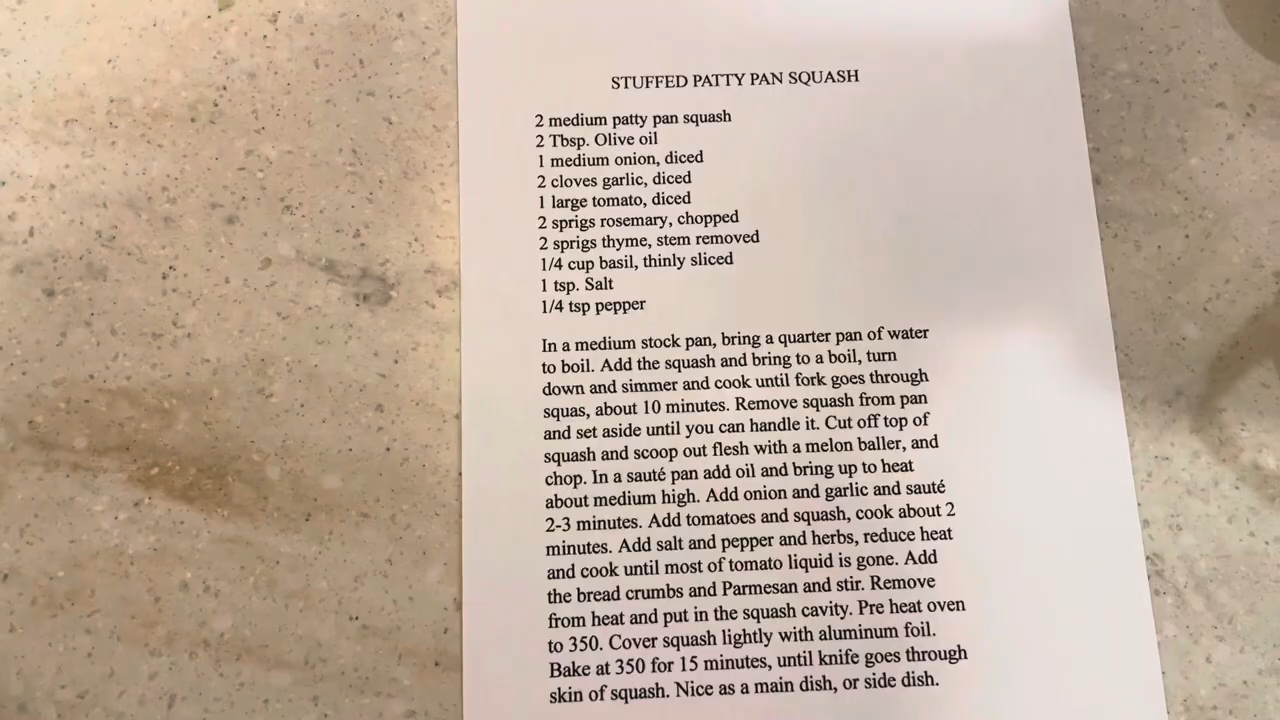 STUFFED PATTY PAN SQUASH
2 medium patty pan squash
2 Tbsp. Olive oil
1 medium onion, diced
2 cloves garlic, diced
1 large tomato, diced
2 sprigs rosemary, chopped
2 sprigs thyme, stem removed
1/4 cup basil, thinly sliced
1 tsp. Salt
1/4 tsp pepper
In a medium stock pan, bring a quarter pan of water
to boil. Add the squash and bring to a boil, turn
down and simmer and cook until fork goes through
squas, about 10 minutes. Remove squash from pan
and set aside until you can handle it. Cut off top of
squash and scoop out flesh with a melon baller, and
chop. In a sauté pan add oil and bring up to heat
about medium high. Add onion and garlic and sauté
2-3 minutes. Add tomatoes and squash, cook about 2
minutes. Add salt and pepper and herbs, reduce heat
and cook until most of tomato liquid is gone. Add
the bread crumbs and Parmesan and stir. Remove
from heat and put in the squash cavity. Pre heat oven
to 350. Cover squash lightly with aluminum foil.
Bake at 350 for 15 minutes, until knife goes through
skin of squash. Nice as a main dish, or side dish.